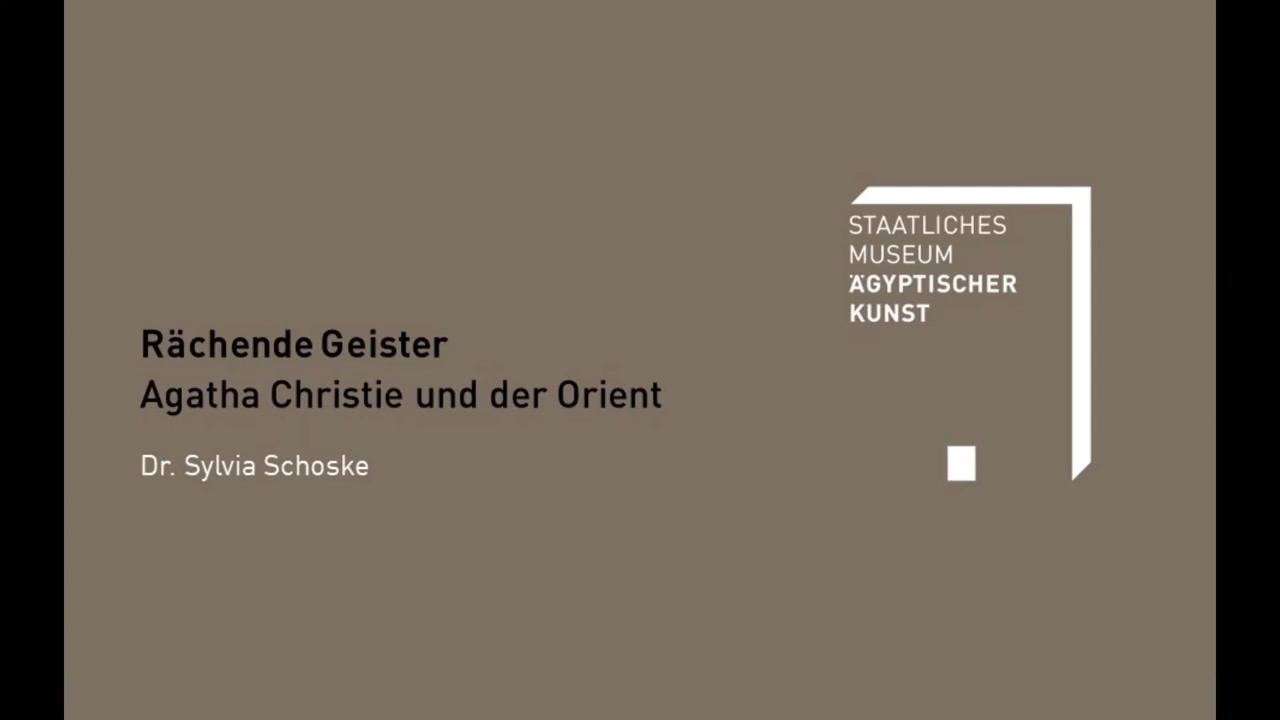 Rächende Geister
Agatha Christie und der Orient
Dr. Sylvia Schoske
STAATLICHES
MUSEUM
ÄGYPTISCHER
KUNST